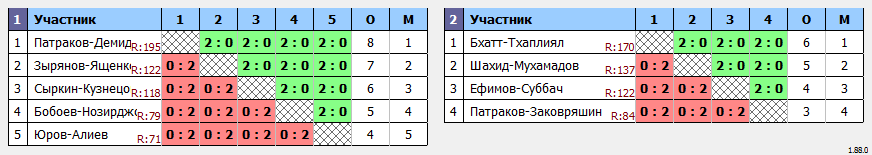 1 Участник 1 2 3 4 5 О М
1 Патраков-Демид R:195 2 : 0 2 : 0 2 : 0 2 : 0 8 1
2 Зырянов-Ященко R:122 0 : 2 2 : 0 2 : 0 2 : 0 7 2
3 Сыркин-Кузнецо R:118 0 : 2 0 : 2 2 : 0 2 : 0 6 3
4 Бобоев-Нозирдж R:79 0 : 2 0 : 2 0 : 2 2 : 0 5 4
5 Юров-Алиев R:71 0 : 2 0 : 2 0 : 2 0 : 2 4 5
2 Участник 1 2 3 4 О М
1 Бхатт-Тхаплиял R:170 2 : 0 2 : 0 2 : 0 6 1
2 Шахид-Мухамадов R:137 0 : 2 2 : 0 2 : 0 5 2
3 Ефимов-Суббач R:122 0 : 2 0 : 2 2 : 0 4 3
4 Патраков-Заковряшин R:84 0 : 2 0 : 2 0 : 2 3 4
1.88.0